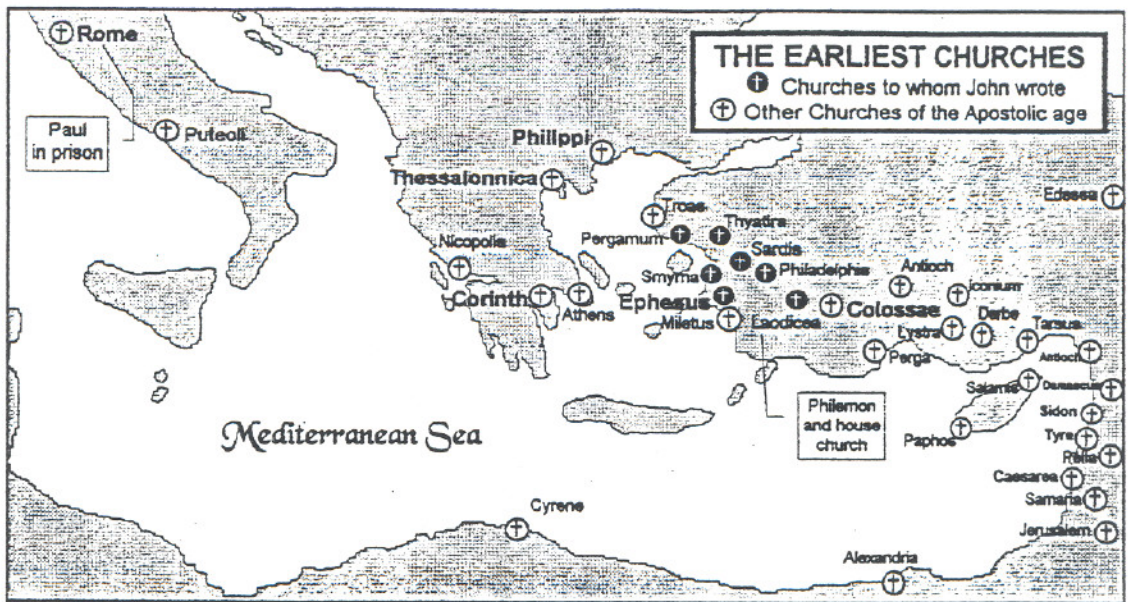 THE EARLIEST CHURCHES
Churches to whom John wrote
Other Churches of the Apostolic age
Rome
Paul
in prison
Puteoli
Philippi
Thessalonnica
Edessa
Troas
Thyatira
Pergamum
Sardis
Nicopolis
Smyrna
Philadelphia
Antioch
Iconium
Corinth
Athens
Ephesus
Colossae
Derbe
Miletus
Laodicea
Lystra
Tarsus
Perga
Antioch
Salamis
Damascus
Philemon
and house
church
Sidon
Mediterranean Sea
Paphos
Tyre
Pella
Caesarea
Samaria
Cyrene
Jerusalem
Alexandria